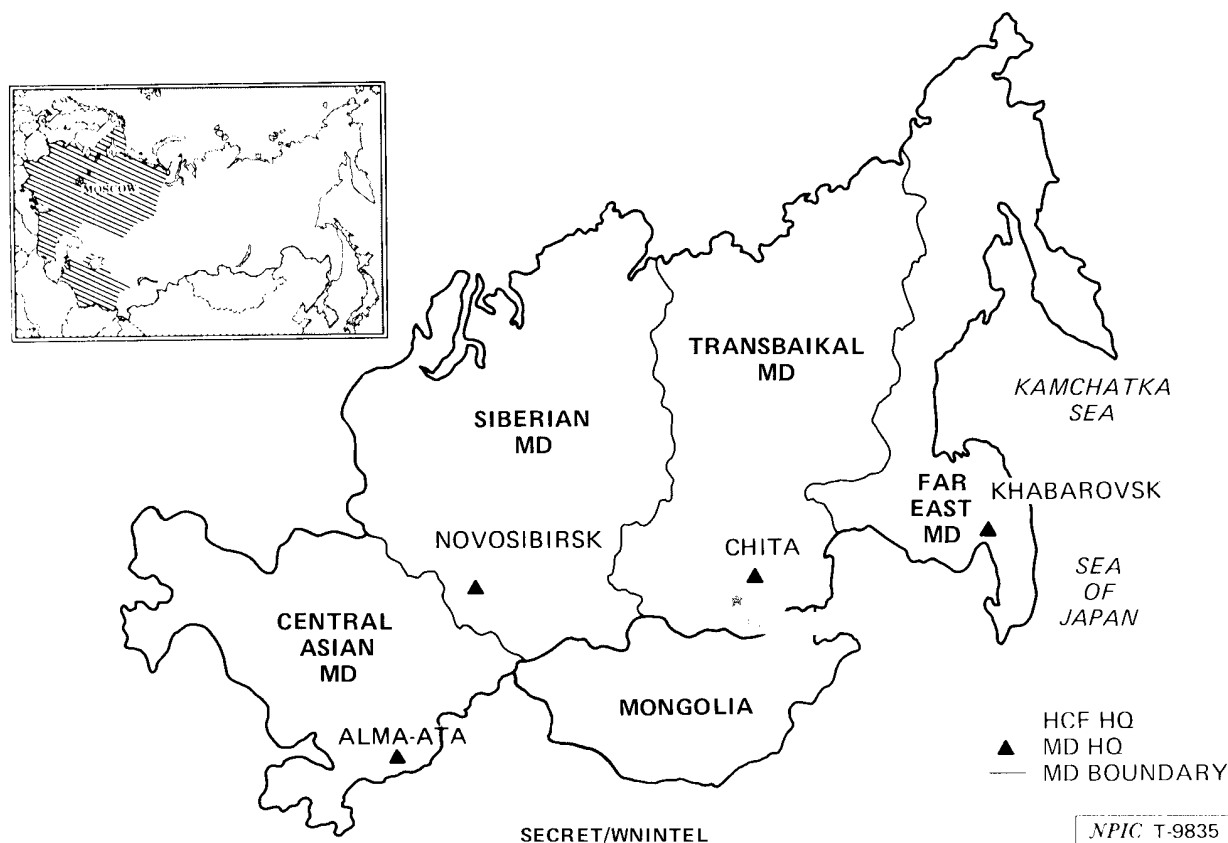 MOSCOW
TRANSBAIKAL
MD
KAMCHATKA
SEA
SIBERIAN
MD
FAR
EAST
MD
KHABAROVSK
NOVOSIBIRSK
CHITA
SEA
OF
JAPAN
CENTRAL
ASIAN
MD
MONGOLIA
ALMA-ATA
HCF HQ
MD HQ
MD BOUNDARY
SECRET/WNINTEL
NPIC T-9835